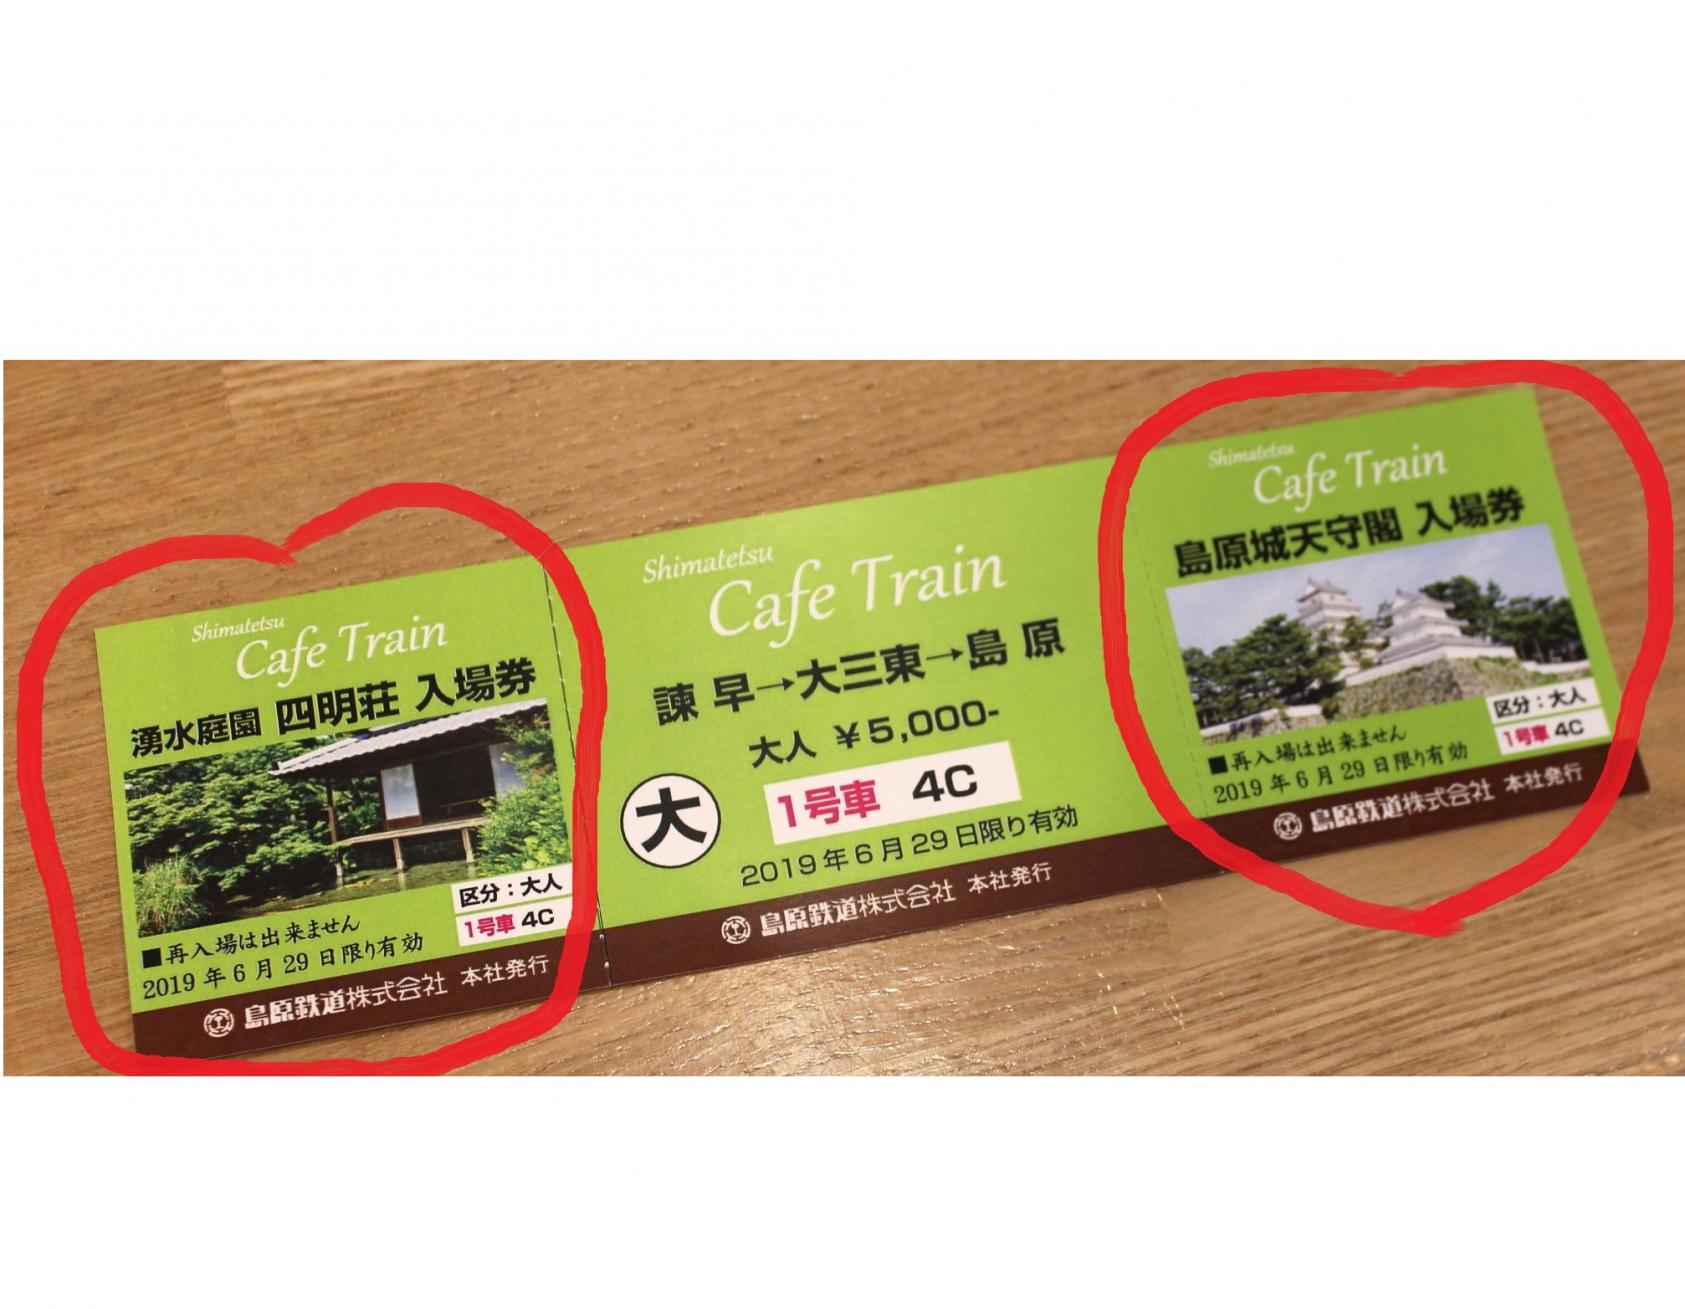 Shimatetsu
Cafe Train
湧水庭園 四明荘 入場券
区分：大人
1号車 4C
■再入場は出来ません
2019年6月29日限り有効
島原鉄道株式会社 本社発行
Shimatetsu
Cafe Train
諫早→大三東→島原
大人 ￥5,000-
大
1号車 4C
2019年6月29日限り有効
島原鉄道株式会社 本社発行
Shimatetsu
Cafe Train
島原城天守閣 入場券
区分：大人
1号車 4C
■再入場は出来ません
2019年6月29日限り有効
島原鉄道株式会社 本社発行